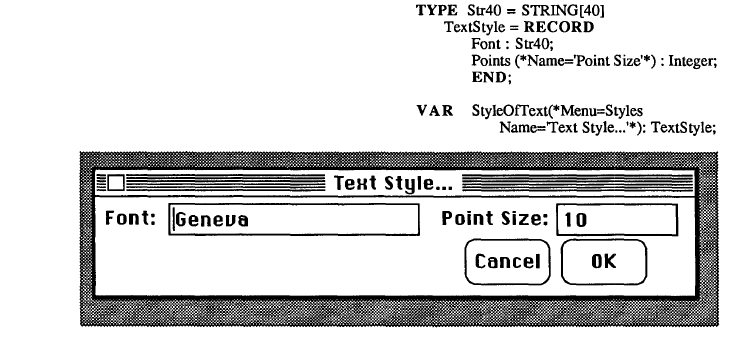 TYPE Str40 = STRING[40]
TextStyle = RECORD
Font : Str40;
Points (*Name='Point Size'*) : Integer;
END;
VAR StyleOfText(*Menu=Styles
Name='Text Style...'*): TextStyle;
Text Style...
Font: Geneva Point Size: 10
Cancel OK